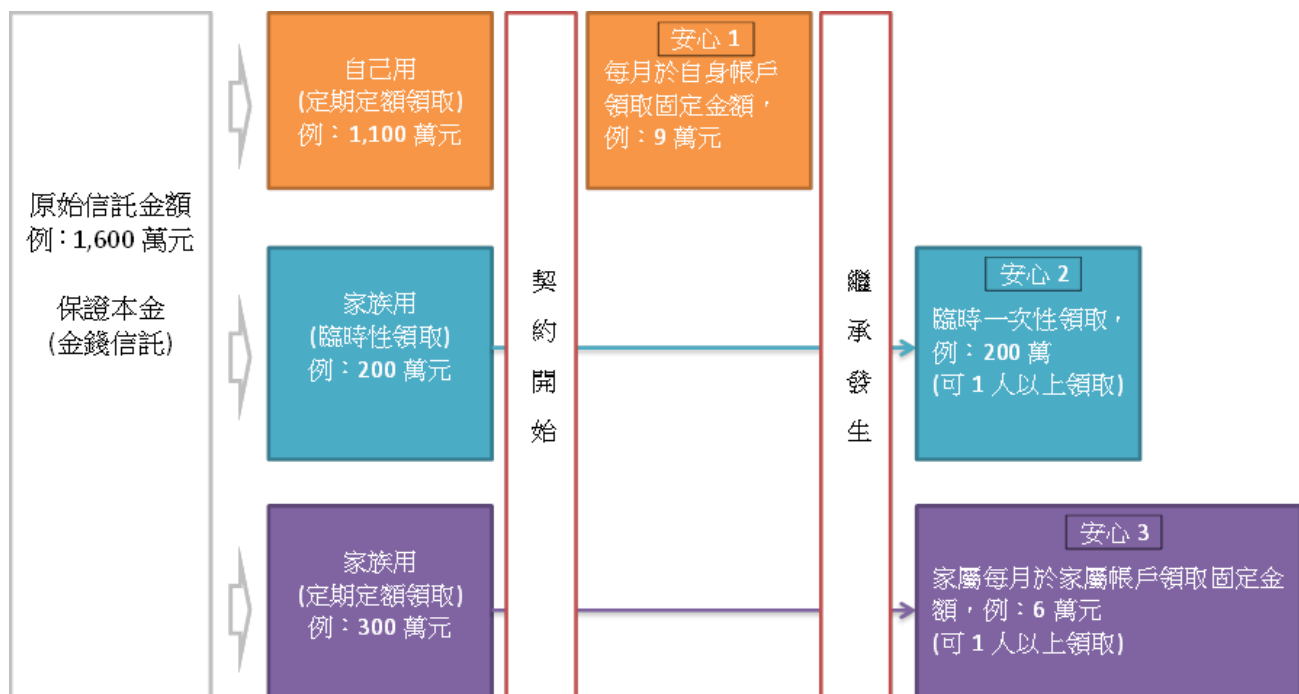 原始信託金額
例：1,600 萬元
保證本金
(金錢信託)
自己用
(定期定額領取)
例：1,100 萬元
家族用
(臨時性領取)
例：200 萬元
家族用
(定期定額領取)
例：300 萬元
契約開始
安心 1
每月於自身帳戶
領取固定金額，
例：9 萬元
繼承發生
安心 2
臨時一次性領取，
例：200 萬
(可 1 人以上領取)
安心 3
家屬每月於家屬帳戶領取固定金
額，例：6 萬元
(可 1 人以上領取)